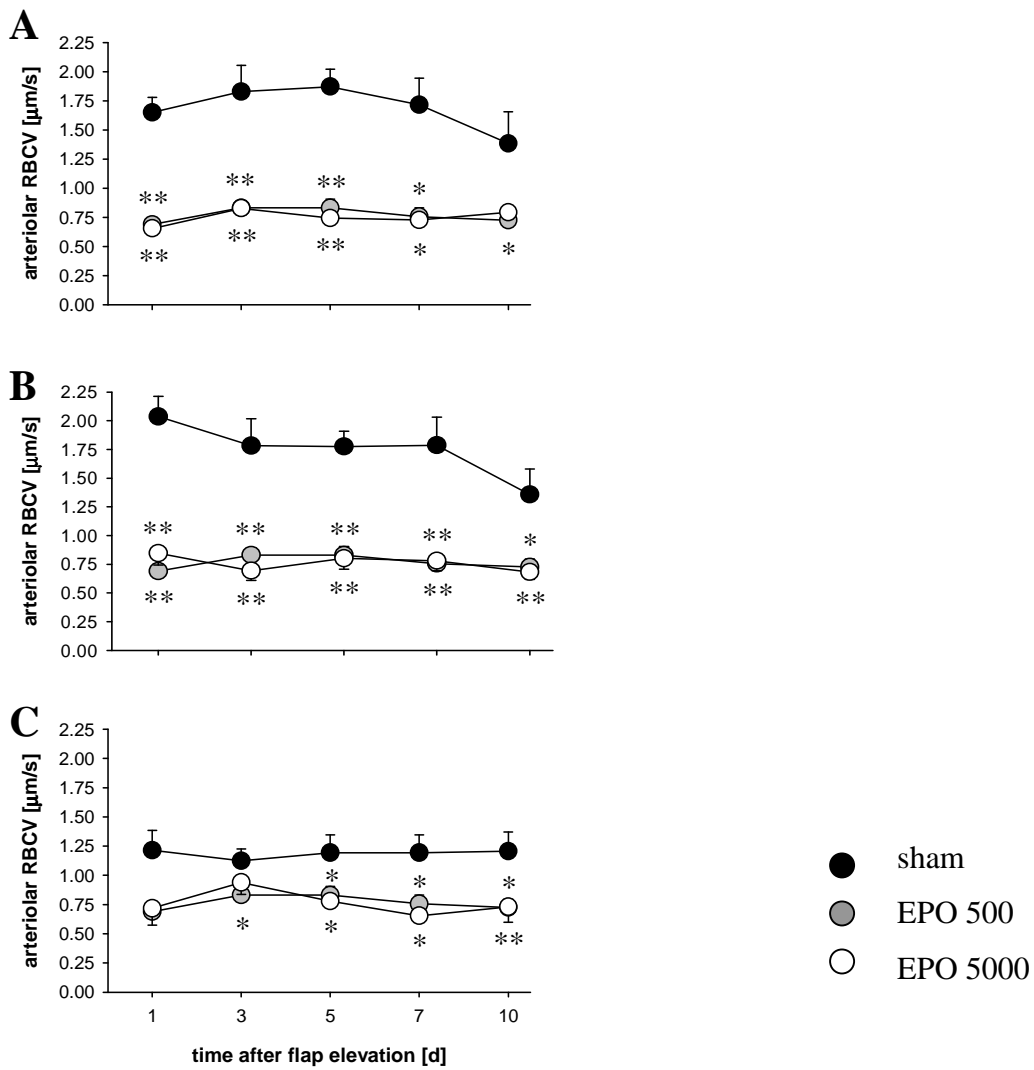 A
arteriolar RBCV [µm/s]
2.25
2.00
1.75
1.50
1.25
1.00
0.75
0.50
0.25
0.00
** ** ** *
** ** ** * *
B
arteriolar RBCV [µm/s]
2.25
2.00
1.75
1.50
1.25
1.00
0.75
0.50
0.25
0.00
** ** ** ** *
** ** ** ** **
C
arteriolar RBCV [µm/s]
2.25
2.00
1.75
1.50
1.25
1.00
0.75
0.50
0.25
0.00
* * *
* * * **
1 3 5 7 10
time after flap elevation [d]
sham
EPO 500
EPO 5000